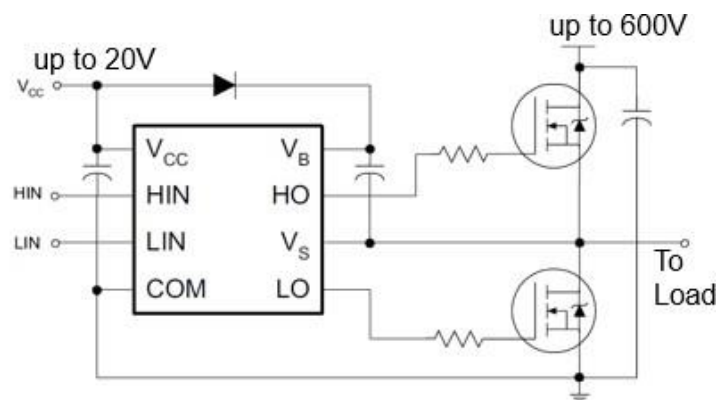 up to 600V
up to 20V
VCC
VCC VB
HIN HIN HO
LIN LIN VS
COM LO
To
Load